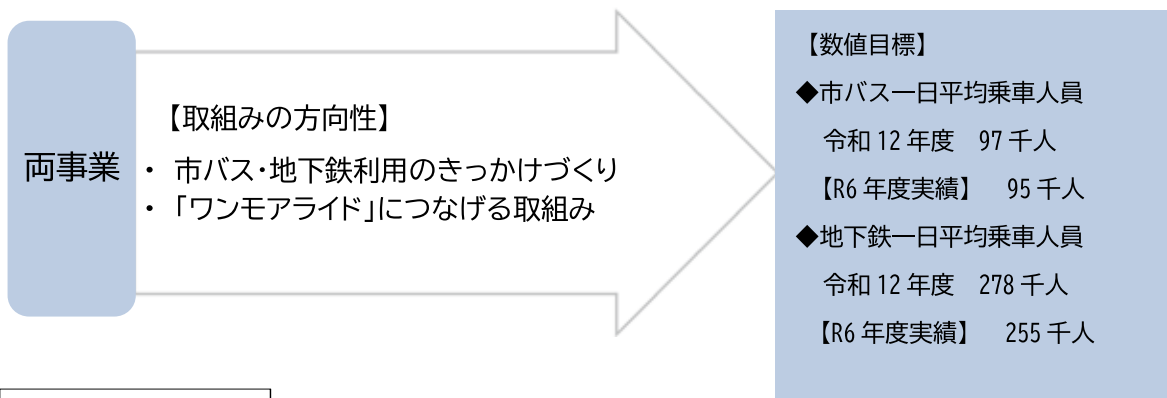 両事業
【取組みの方向性】
・ 市バス・地下鉄利用のきっかけづくり
・ 「ワンモアライド」につなげる取組み
【数値目標】
◆市バス一日平均乗車人員
令和 12 年度　97 千人
【R6 年度実績】　95 千人
◆地下鉄一日平均乗車人員
令和 12 年度　278 千人
【R6 年度実績】　255 千人